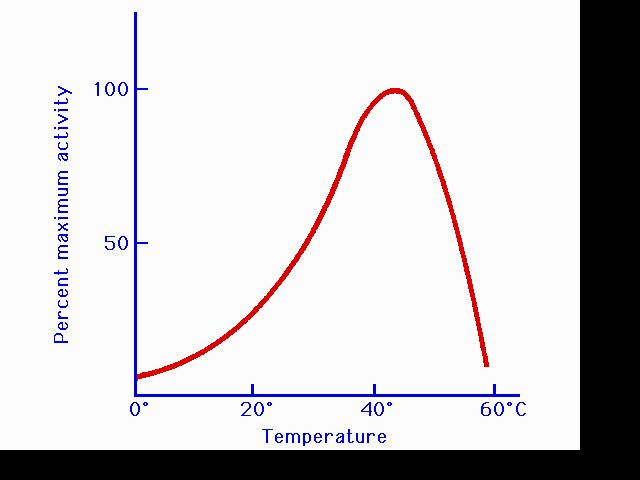 Percent maximum activity
100
50
0° 20° 40° 60°C
Temperature